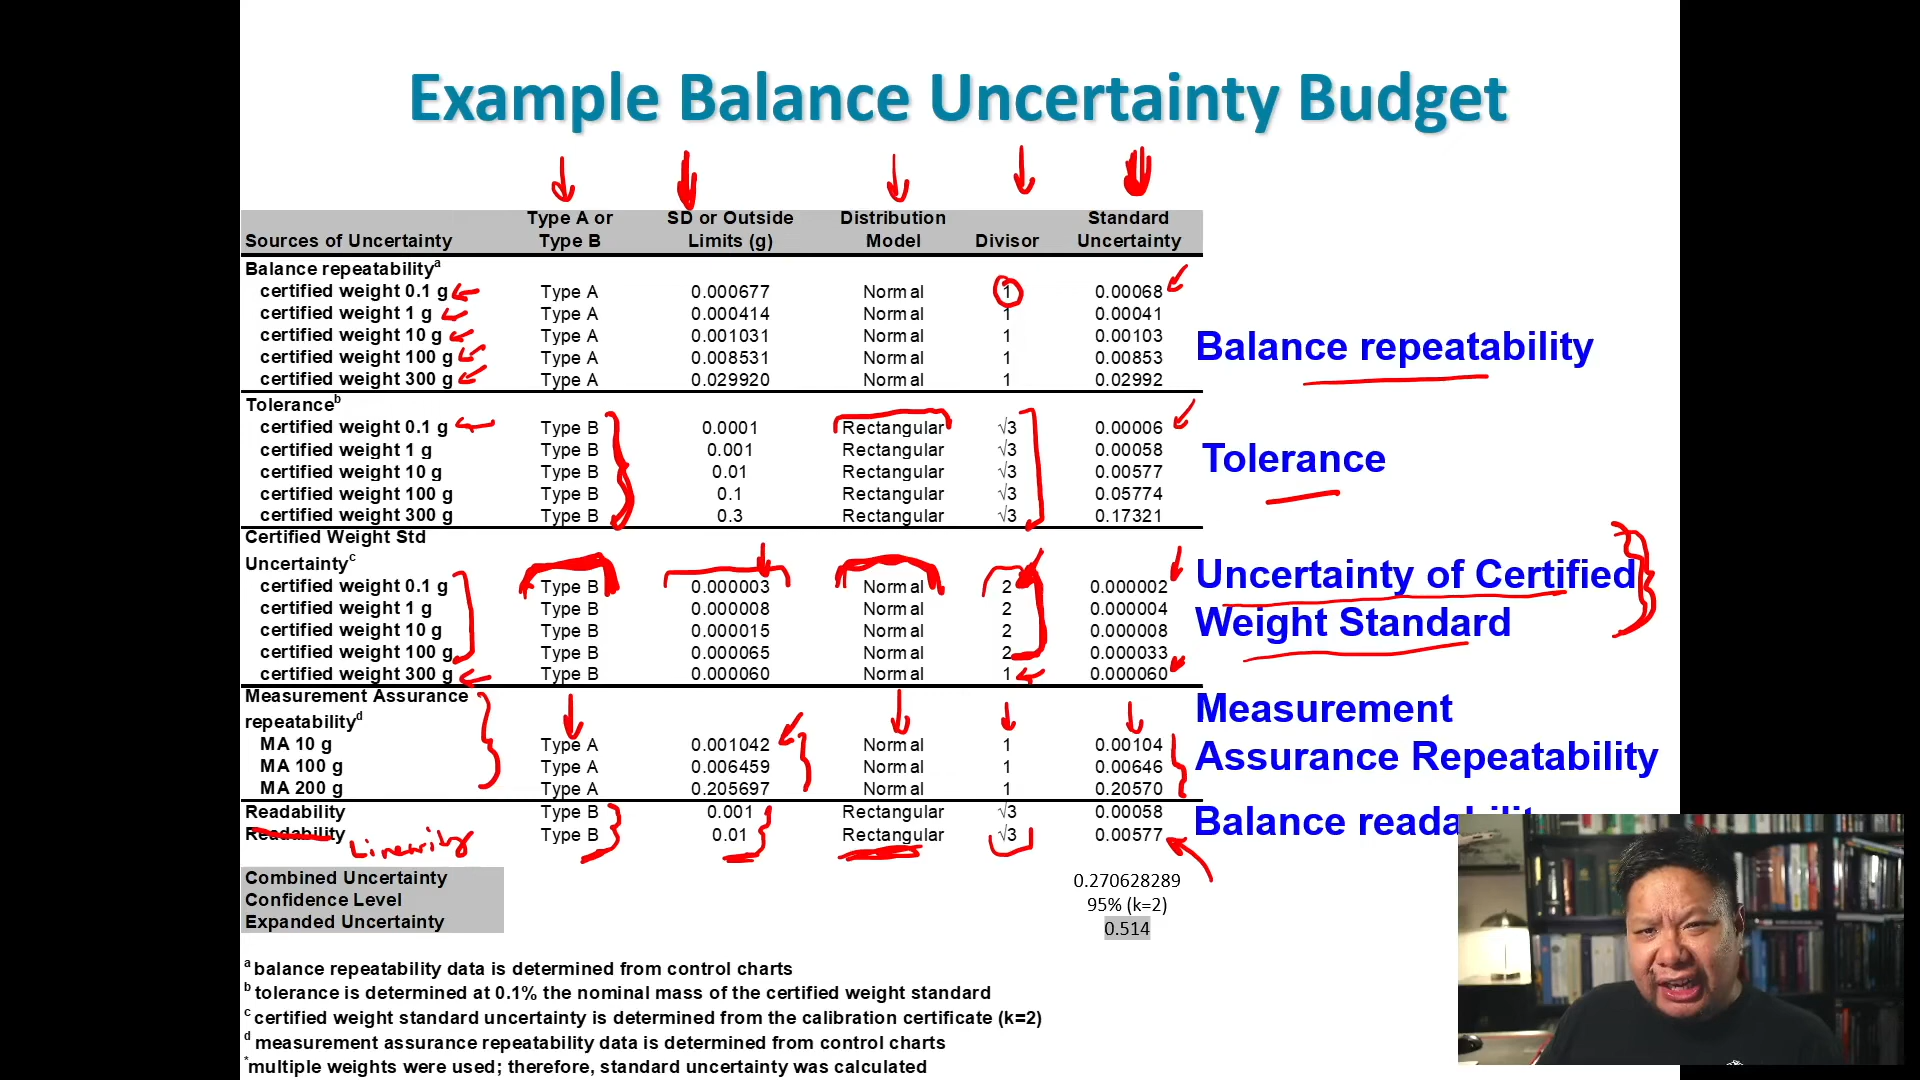 Example Balance Uncertainty Budget
Sources of Uncertainty Type A or Type B SD or Outside Limits (g) Distribution Model Divisor Standard Uncertainty
Balance repeatabilityᵃ
certified weight 0.1 g Type A 0.000677 Normal 1 0.00068
certified weight 1 g Type A 0.000414 Normal 1 0.00041
certified weight 10 g Type A 0.001031 Normal 1 0.00103
certified weight 100 g Type A 0.008531 Normal 1 0.00853
certified weight 300 g Type A 0.029920 Normal 1 0.02992
Balance repeatability
Toleranceᵇ
certified weight 0.1 g Type B 0.0001 Rectangular √3 0.00006
certified weight 1 g Type B 0.001 Rectangular √3 0.00058
certified weight 10 g Type B 0.01 Rectangular √3 0.00577
certified weight 100 g Type B 0.1 Rectangular √3 0.05774
certified weight 300 g Type B 0.3 Rectangular √3 0.17321
Tolerance
Certified Weight Std
Uncertaintyᶜ
certified weight 0.1 g Type B 0.000003 Normal 2 0.000002
certified weight 1 g Type B 0.000008 Normal 2 0.000004
certified weight 10 g Type B 0.000015 Normal 2 0.000008
certified weight 100 g Type B 0.000065 Normal 2 0.000033
certified weight 300 g Type B 0.000060 Normal 1 0.000060
Uncertainty of Certified
Weight Standard
Measurement Assurance
repeatabilityᵈ
MA 10 g Type A 0.001042 Normal 1 0.00104
MA 100 g Type A 0.006459 Normal 1 0.00646
MA 200 g Type A 0.205697 Normal 1 0.20570
Measurement
Assurance Repeatability
Readability Type B 0.001 Rectangular √3 0.00058
Readability Type B 0.01 Rectangular √3 0.00577
Linearity
Balance
Combined Uncertainty 0.270628289
Confidence Level 95% (k=2)
Expanded Uncertainty 0.514
ᵃ balance repeatability data is determined from control charts
ᵇ tolerance is determined at 0.1% the nominal mass of the certified weight standard
ᶜ certified weight standard uncertainty is determined from the calibration certificate (k=2)
ᵈ measurement assurance repeatability data is determined from control charts
*multiple weights were used; therefore, standard uncertainty was calculated